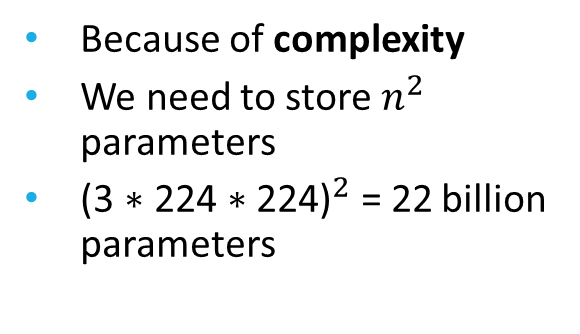 • Because of complexity
• We need to store n²
parameters
• (3 ∗ 224 ∗ 224)² = 22 billion
parameters